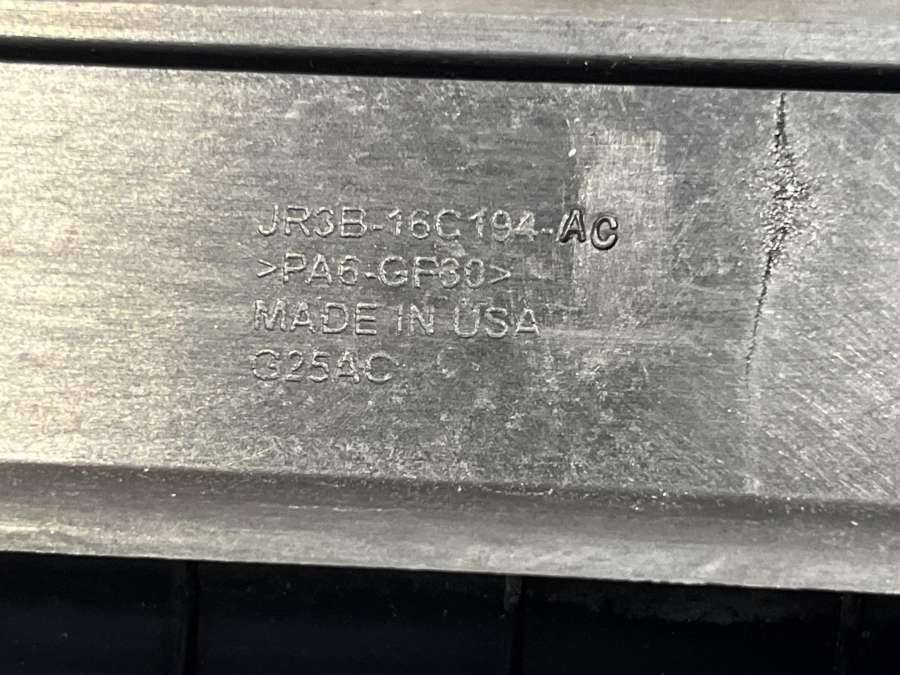 JR3B-16C194-AC
>PA6-GF30<
MADE IN USA
G25AC